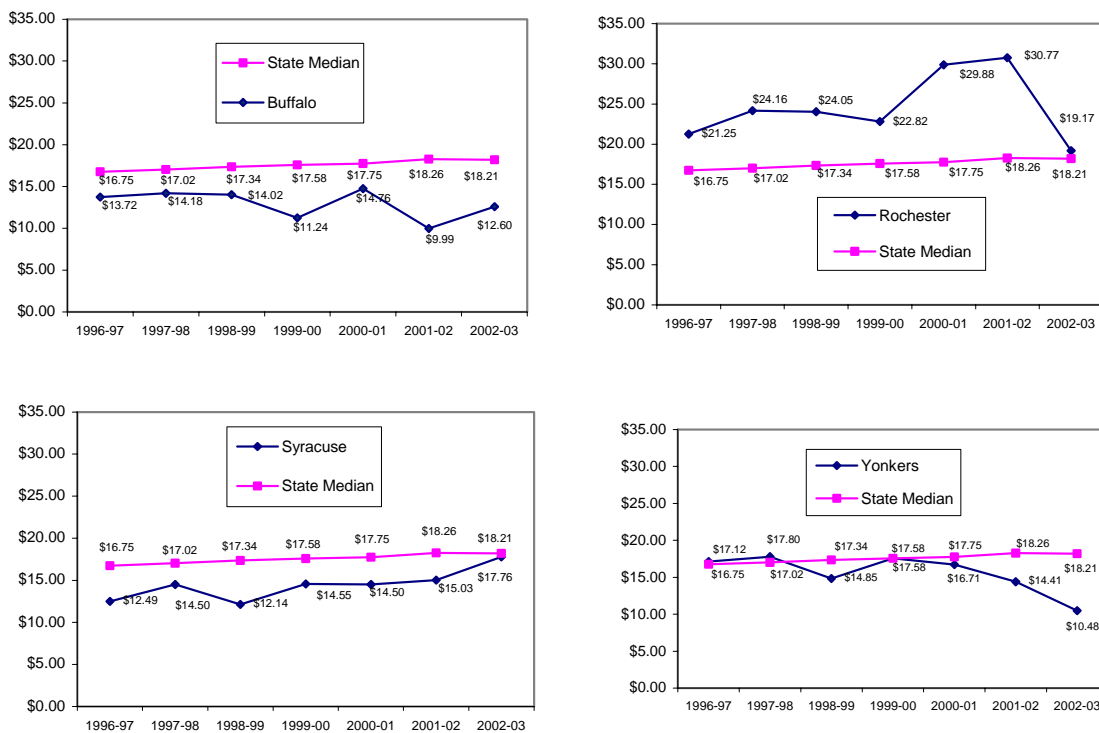 $35.00
$30.00
$25.00
$20.00
$15.00
$10.00
$5.00
$0.00
State Median
Buffalo
$16.75 $17.02 $17.34 $17.58 $17.75 $18.26 $18.21
$13.72 $14.18 $14.02 $11.24 $14.76 $9.99 $12.60
1996-97 1997-98 1998-99 1999-00 2000-01 2001-02 2002-03
$35.00
$30.00
$25.00
$20.00
$15.00
$10.00
$5.00
$0.00
$21.25 $24.16 $24.05 $22.82 $29.88 $30.77 $19.17
$16.75 $17.02 $17.34 $17.58 $17.75 $18.26 $18.21
Rochester
State Median
1996-97 1997-98 1998-99 1999-00 2000-01 2001-02 2002-03
$35.00
$30.00
$25.00
$20.00
$15.00
$10.00
$5.00
$0.00
Syracuse
State Median
$16.75 $17.02 $17.34 $17.58 $17.75 $18.26 $18.21
$12.49 $14.50 $12.14 $14.55 $14.50 $15.03 $17.76
1996-97 1997-98 1998-99 1999-00 2000-01 2001-02 2002-03
$35.00
$30.00
$25.00
$20.00
$15.00
$10.00
$5.00
$0.00
Yonkers
State Median
$17.12 $17.80 $17.34 $17.58 $17.75 $18.26 $18.21
$16.75 $17.02 $14.85 $17.58 $16.71 $14.41 $10.48
1996-97 1997-98 1998-99 1999-00 2000-01 2001-02 2002-03